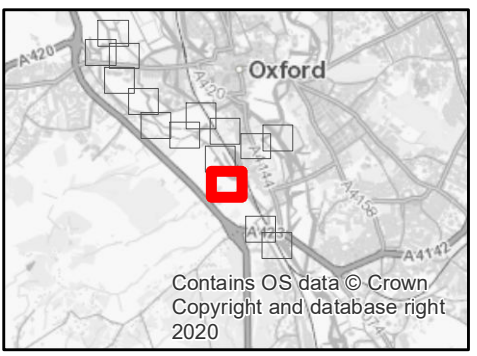 A420
Oxford
A420
A4144
A4158
A423
A4142
Contains OS data © Crown
Copyright and database right
2020